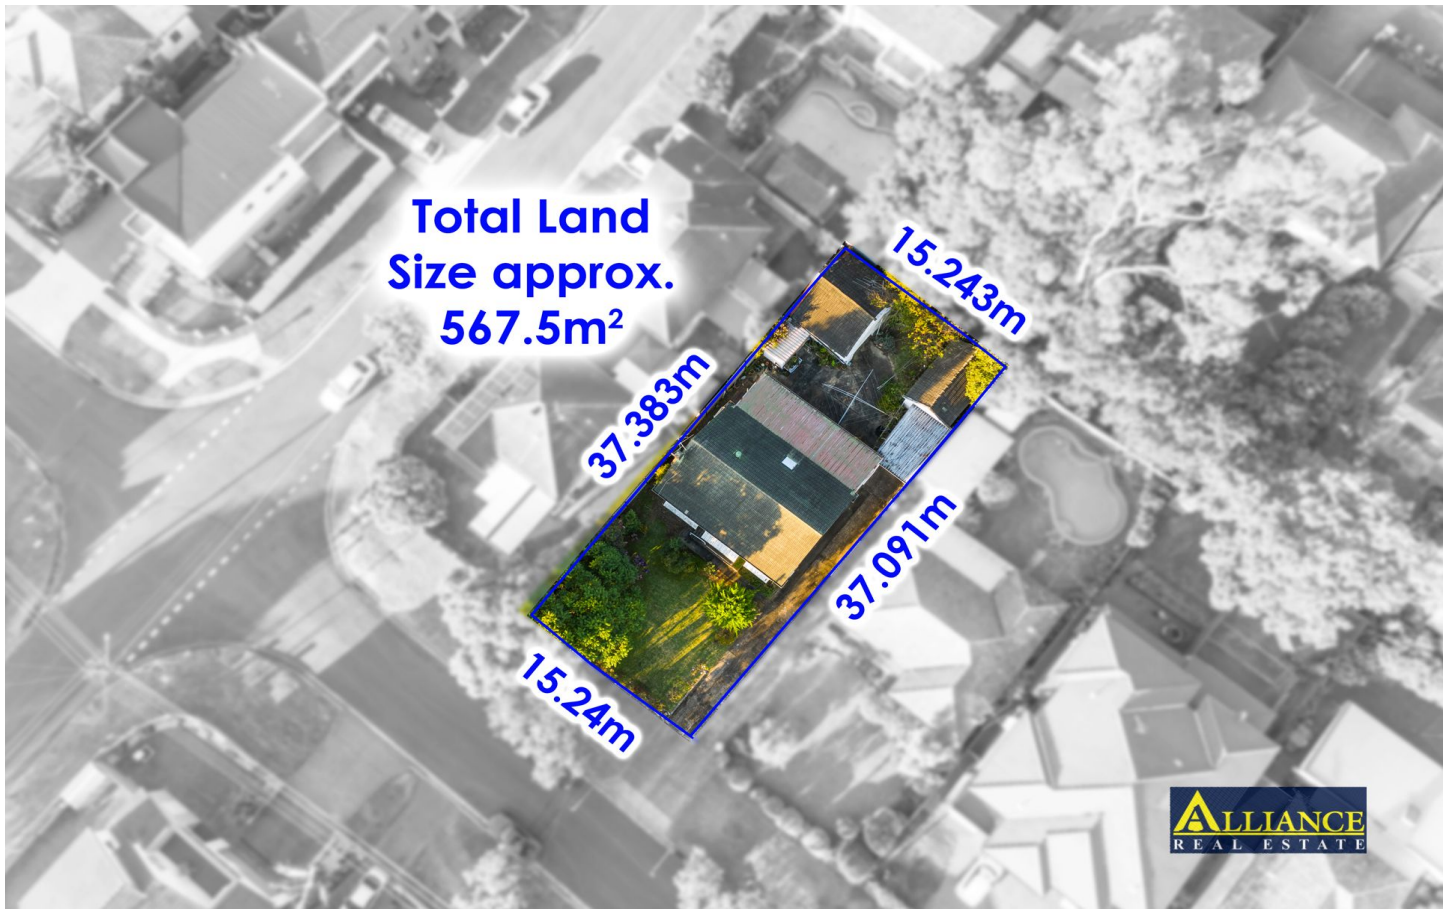 Total Land
Size approx.
567.5m²
15.243m
37.383m
37.091m
15.24m
ALLIANCE
REAL ESTATE